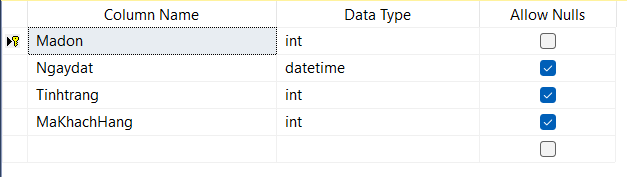 Column Name Data Type Allow Nulls
Madon int
Ngaydat datetime
Tinhtrang int
MaKhachHang int